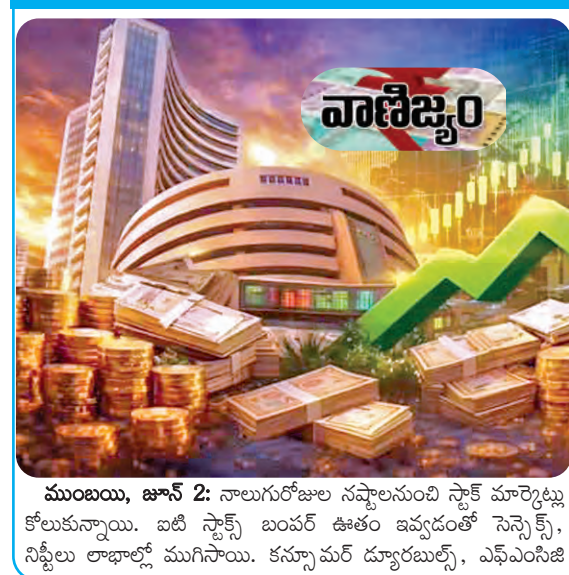 వాణిజ్యం
ముంబయి, జూన్ 2: నాలుగురోజుల నష్టాలనుంచి స్టాక్ మార్కెట్లు
కోలుకున్నాయి. ఐటి స్టాక్స్ బంపర్ ఊతం ఇవ్వడంతో సెన్సెక్స్,
నిఫ్టీలు లాభాల్లో ముగిసాయి. కన్స్యూమర్ డ్యూరబుల్స్, ఎఫ్ఎంసిజి